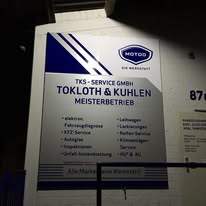 MOTOO
DIE WERKSTATT
TKS - SERVICE GMBH
TOKLOTH & KUHLEN
MEISTERBETRIEB
• elektron. Fahrzeugdiagnose
• KFZ-Service
• Autoglas
• Inspektionen
• Unfall-Instandsetzung
• Leihwagen
• Lackierungen
• Reifen-Service
• Klimaanlagen-Service
• HU* & AU
Alle Marken, eine Werkstatt!
87